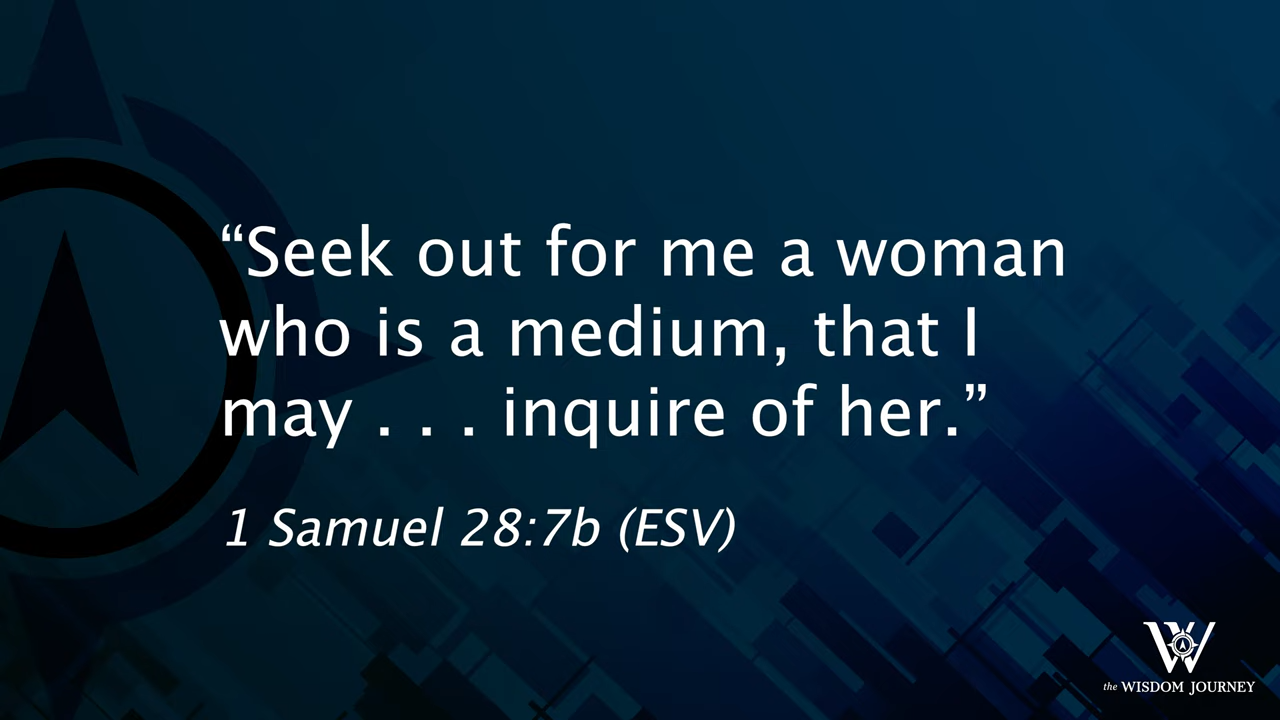 “Seek out for me a woman
who is a medium, that I
may . . . inquire of her.”
1 Samuel 28:7b (ESV)
W
the WISDOM JOURNEY